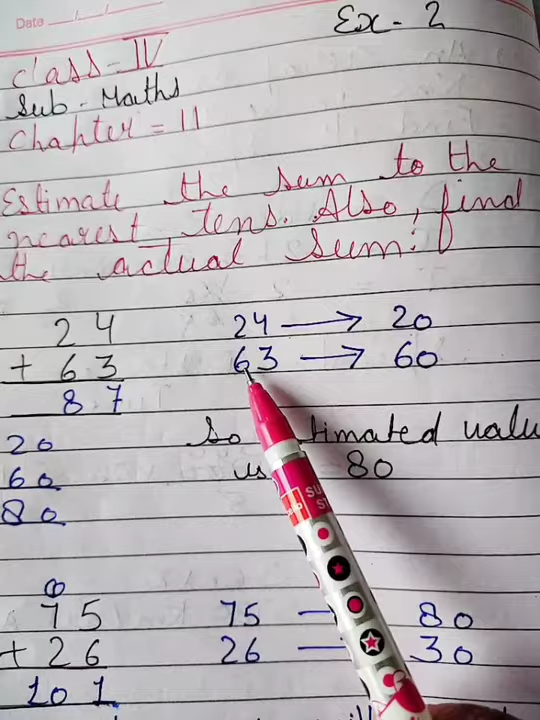 Date
Ex - 2
Class - IV
Sub - Maths
Chapter = 11
Estimate the sum to the
nearest tens. Also, find
the actual sum:
24 24 → 20
+ 63 63 → 60
87
20 So estimated valu
60 80
80
1
75 75 — 80
+ 26 26 — 30
101